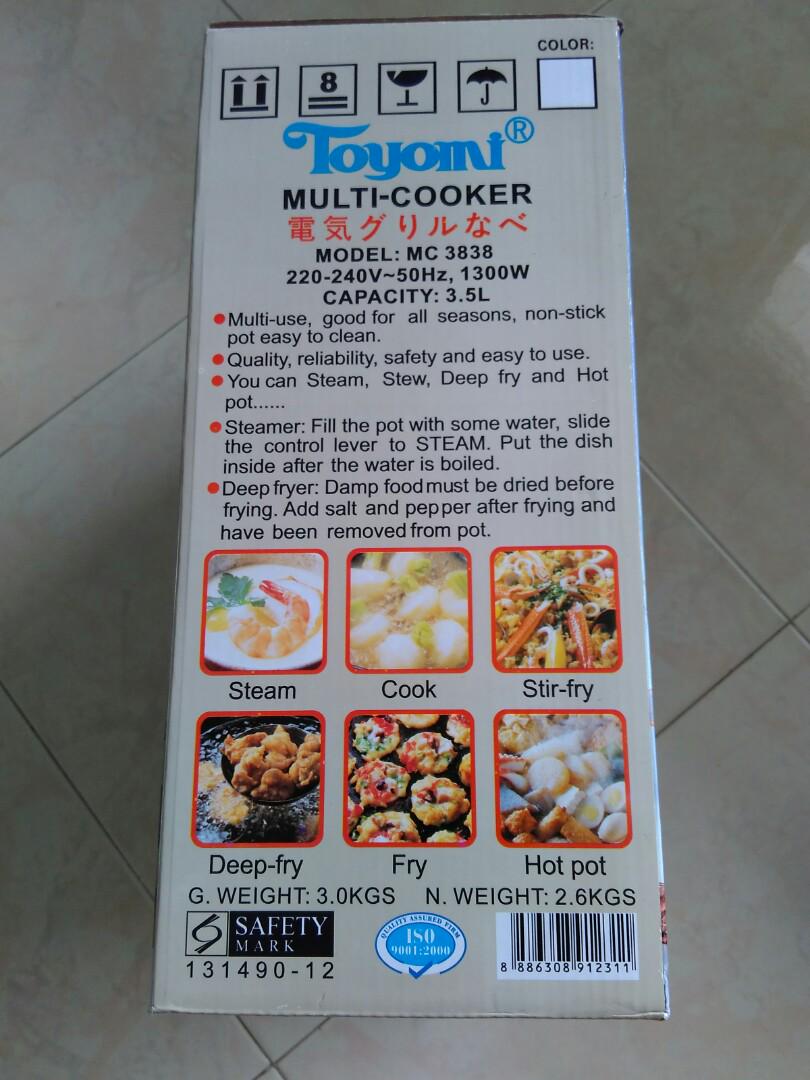 COLOR:
8
Toyomi®
MULTI-COOKER
電気グリルなべ
MODEL: MC 3838
220-240V~50Hz, 1300W
CAPACITY: 3.5L
●Multi-use, good for all seasons, non-stick
pot easy to clean.
●Quality, reliability, safety and easy to use.
●You can Steam, Stew, Deep fry and Hot
pot......
●Steamer: Fill the pot with some water, slide
the control lever to STEAM. Put the dish
inside after the water is boiled.
●Deep fryer: Damp food must be dried before
frying. Add salt and pepper after frying and
have been removed from pot.
Steam Cook Stir-fry
Deep-fry Fry Hot pot
G. WEIGHT: 3.0KGS N. WEIGHT: 2.6KGS
SAFETY
MARK
131490-12
QUALITY ASSURED FIRM
ISO
9001:2000
8 886308 912311